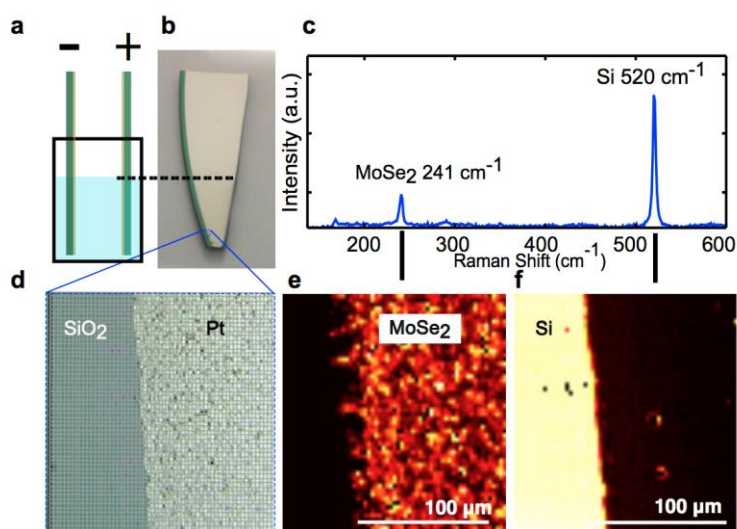 a
b
c
− +
Si 520 cm⁻¹
MoSe₂ 241 cm⁻¹
Intensity (a.u.)
200 300 400 500 600
Raman Shift (cm⁻¹)
d
e
f
SiO₂
Pt
MoSe₂
Si
100 µm
100 µm